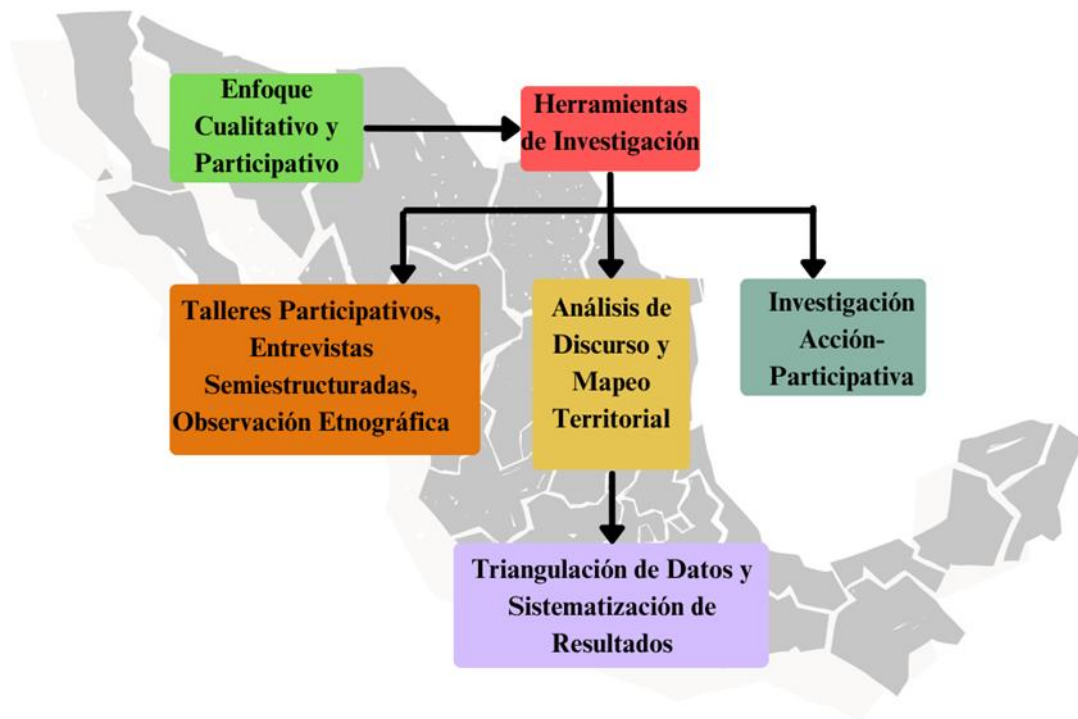 Enfoque
Cualitativo y
Participativo
Herramientas
de Investigación
Talleres Participativos,
Entrevistas
Semiestructuradas,
Observación Etnográfica
Análisis de
Discurso y
Mapeo
Territorial
Investigación
Acción-
Participativa
Triangulación de Datos y
Sistematización de
Resultados